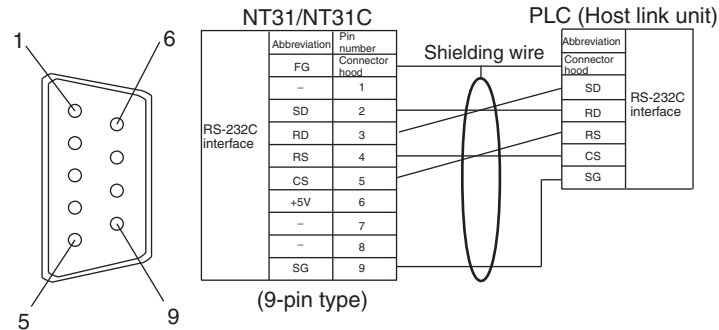 NT31/NT31C
PLC (Host link unit)
1
6
5
9
RS-232C
interface
Abbreviation
Pin
number
FG
Connector
hood
–
1
SD
2
RD
3
RS
4
CS
5
+5V
6
–
7
–
8
SG
9
(9-pin type)
Shielding wire
Abbreviation
Connector
hood
SD
RD
RS
CS
SG
RS-232C
interface